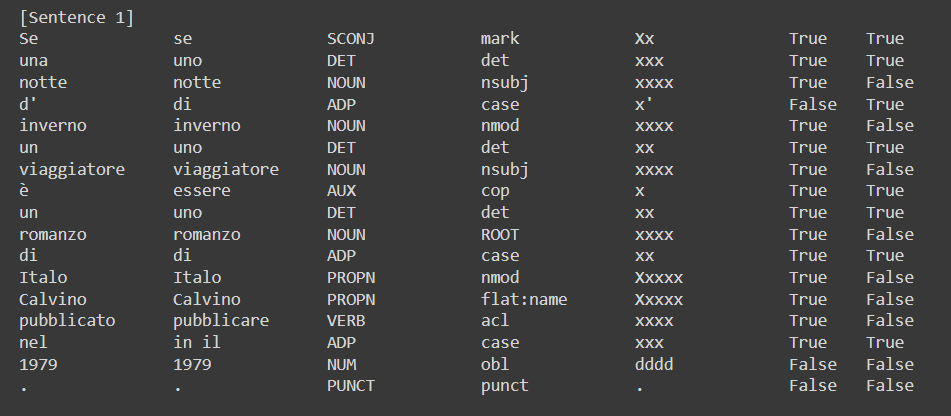 [Sentence 1]
Se se SCONJ mark Xx True True
una uno DET det xxx True True
notte notte NOUN nsubj xxxx True False
d' di ADP case x' False True
inverno inverno NOUN nmod xxxx True False
un uno DET det xx True True
viaggiatore viaggiatore NOUN nsubj xxxx True False
è essere AUX cop x True True
un uno DET det xx True True
romanzo romanzo NOUN ROOT xxxx True False
di di ADP case xx True True
Italo Italo PROPN nmod Xxxxx True False
Calvino Calvino PROPN flat:name Xxxxx True False
pubblicato pubblicare VERB acl xxxx True False
nel in il ADP case xxx True True
1979 1979 NUM obl dddd False False
. . PUNCT punct . False False